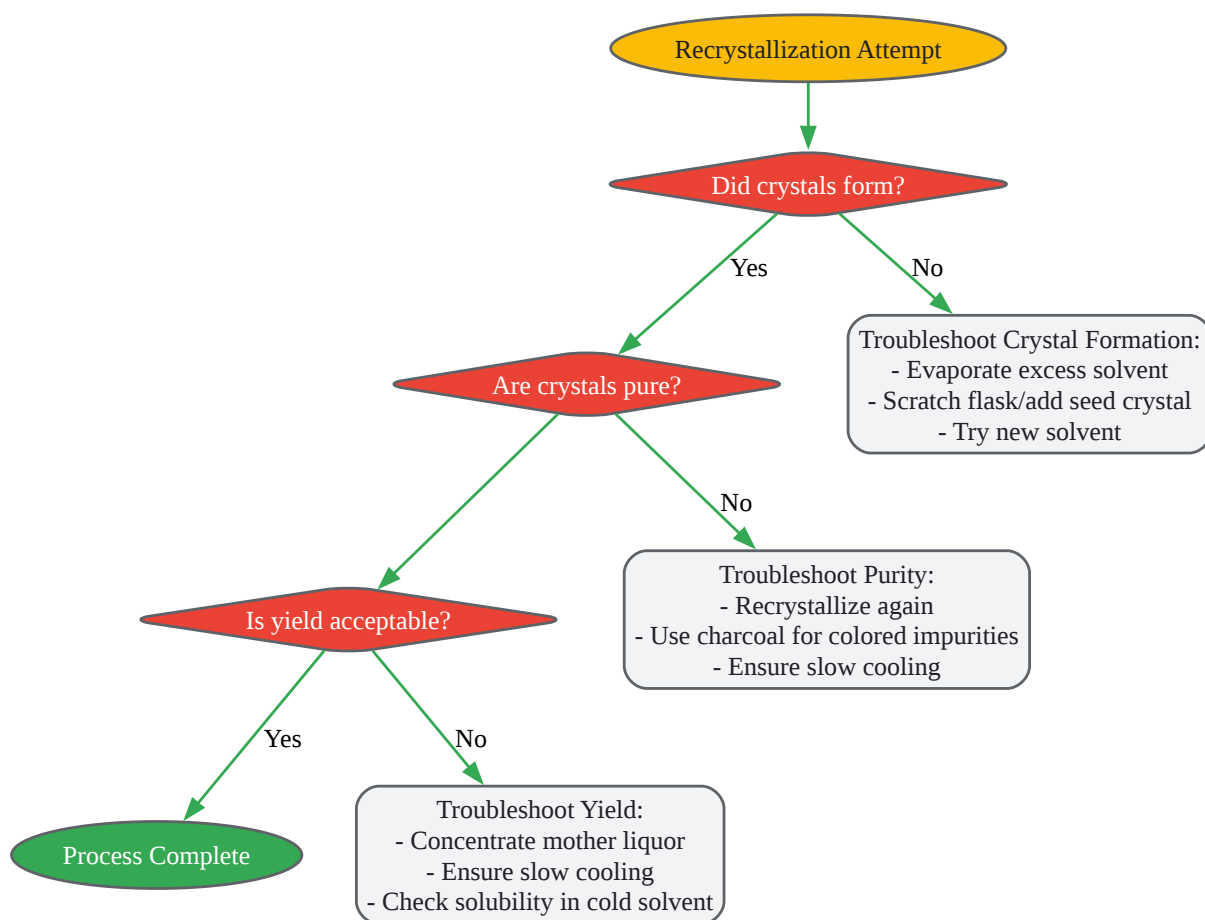 Recrystallization Attempt
Did crystals form?
Yes
No
Troubleshoot Crystal Formation:
- Evaporate excess solvent
- Scratch flask/add seed crystal
- Try new solvent
Are crystals pure?
No
Troubleshoot Purity:
- Recrystallize again
- Use charcoal for colored impurities
- Ensure slow cooling
Is yield acceptable?
Yes
No
Process Complete
Troubleshoot Yield:
- Concentrate mother liquor
- Ensure slow cooling
- Check solubility in cold solvent